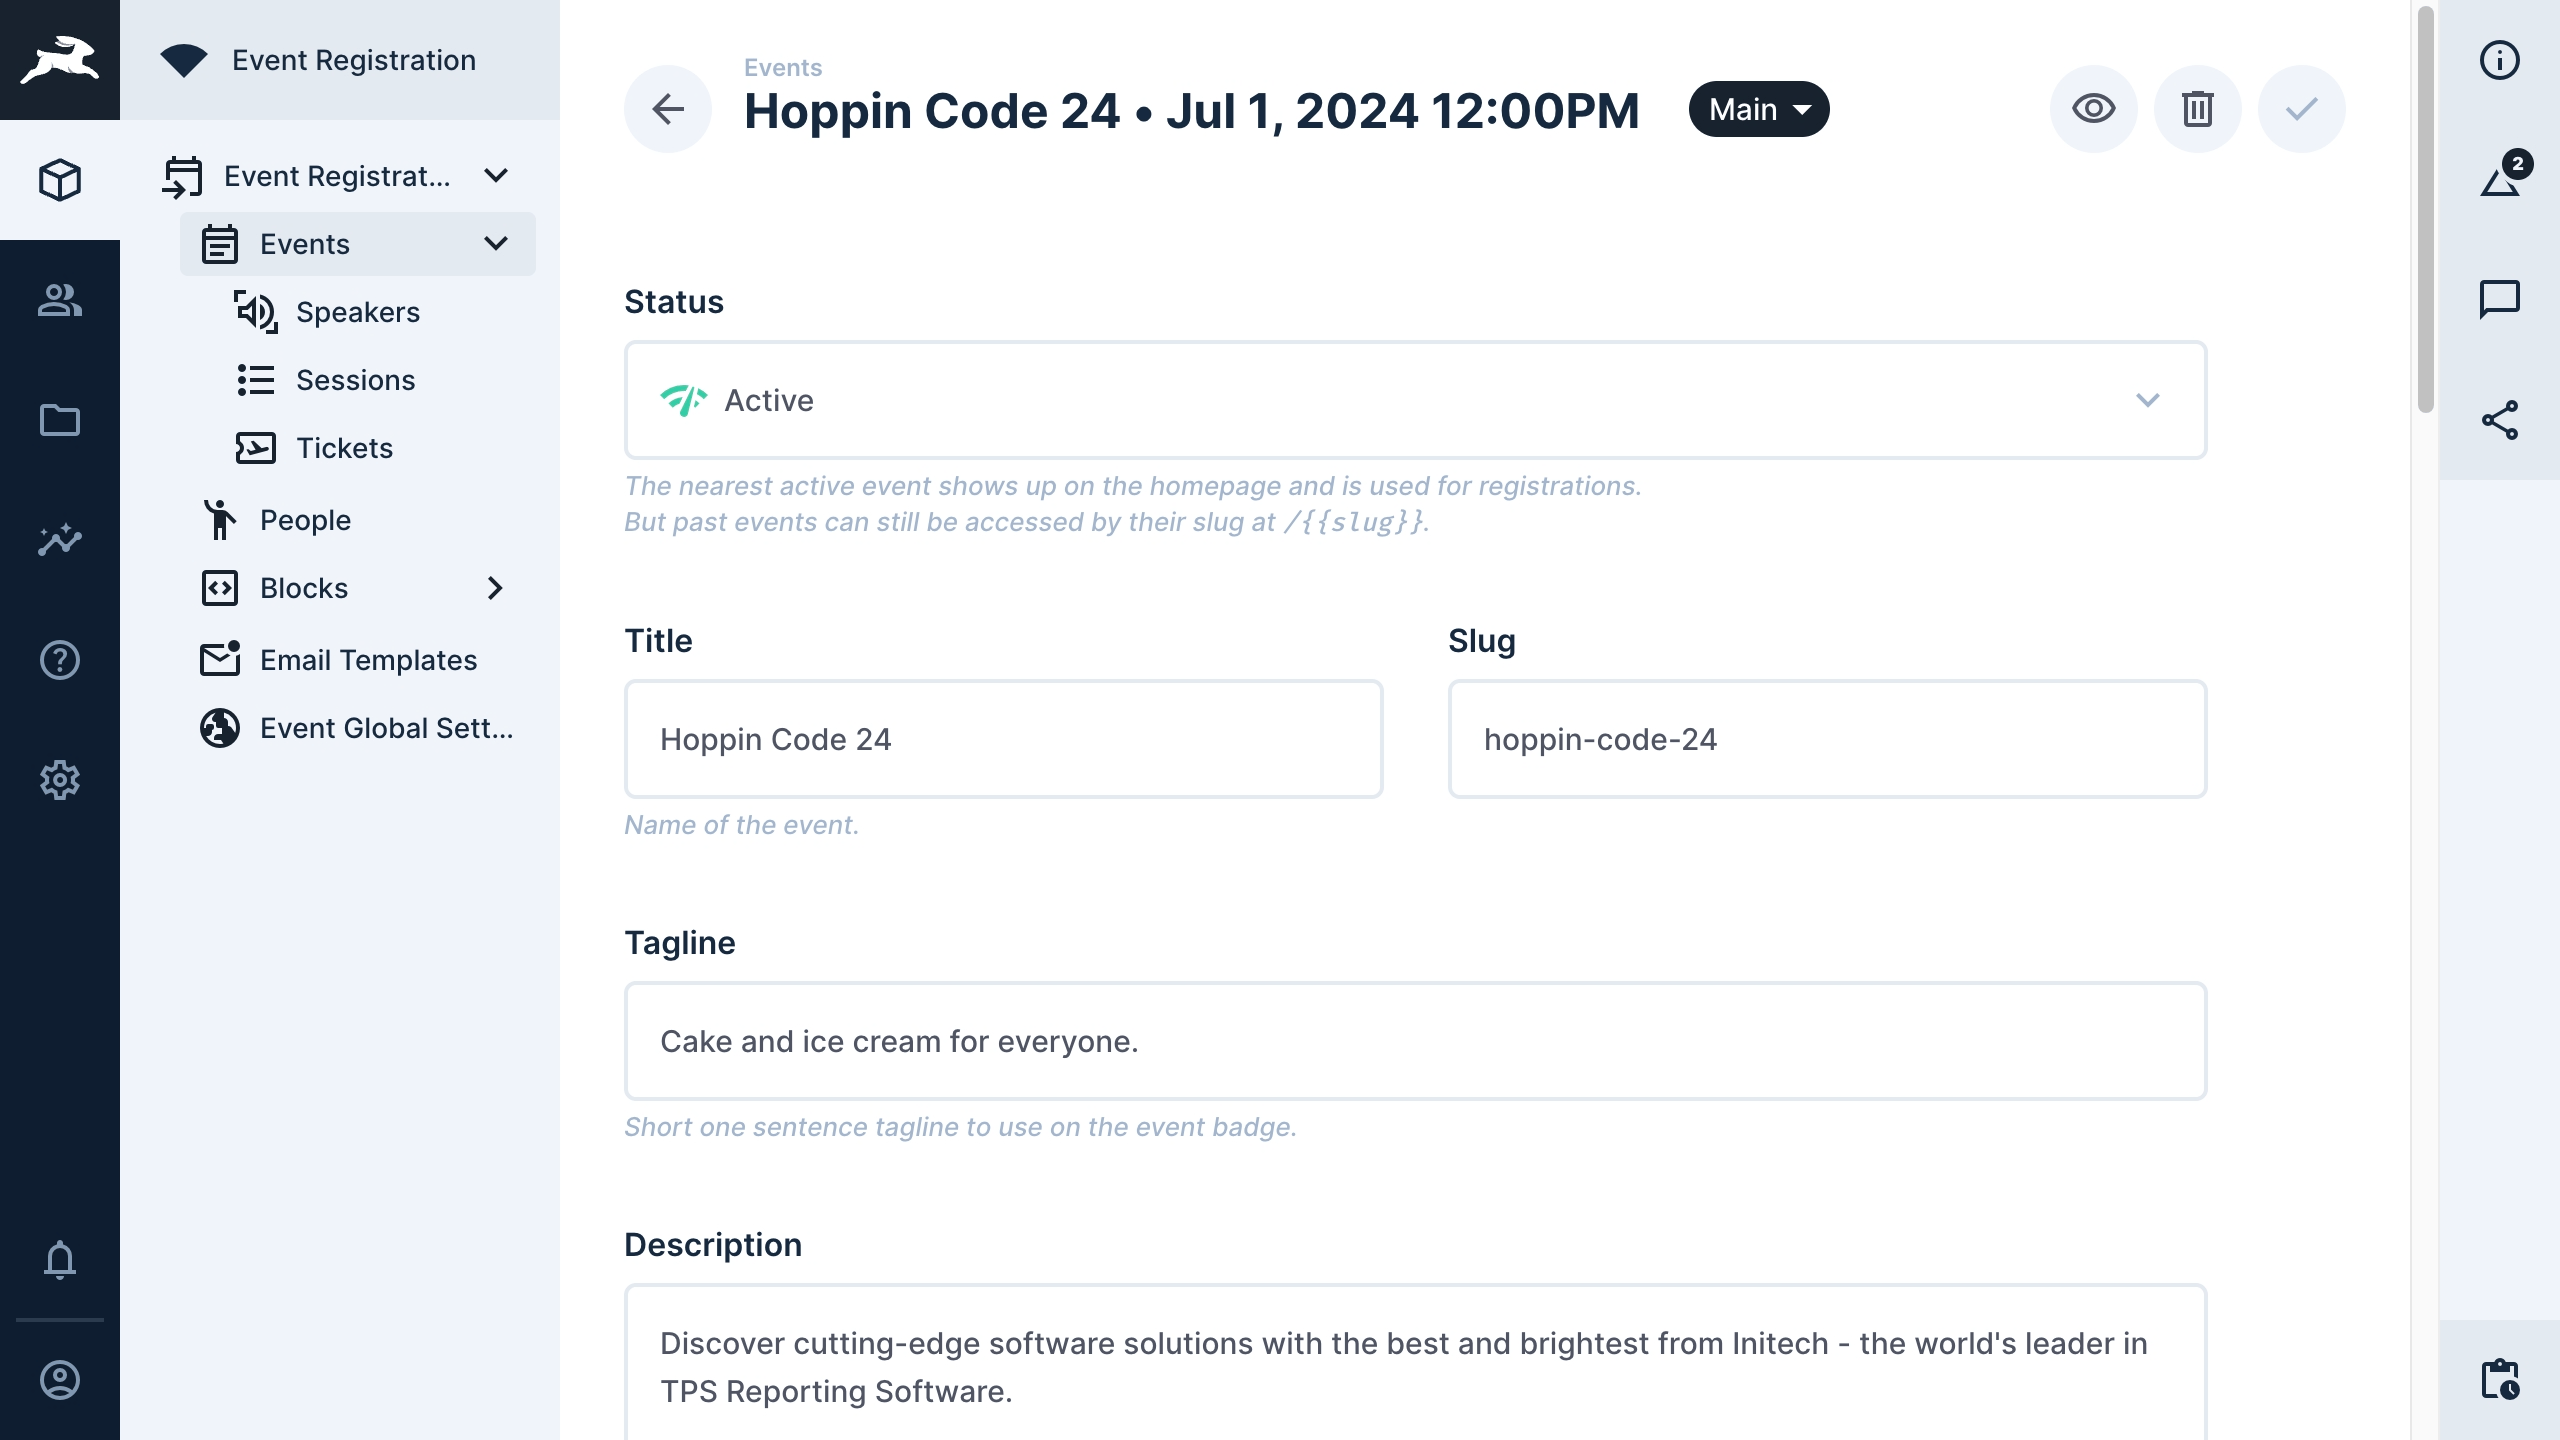 Event Registration
Event Registrat...
Events
Speakers
Sessions
Tickets
People
Blocks
Email Templates
Event Global Sett...
Events
Hoppin Code 24 • Jul 1, 2024 12:00PM
Main
2
Status
Active
The nearest active event shows up on the homepage and is used for registrations.
But past events can still be accessed by their slug at /{{slug}}.
Title
Slug
Hoppin Code 24
hoppin-code-24
Name of the event.
Tagline
Cake and ice cream for everyone.
Short one sentence tagline to use on the event badge.
Description
Discover cutting-edge software solutions with the best and brightest from Initech - the world's leader in
TPS Reporting Software.